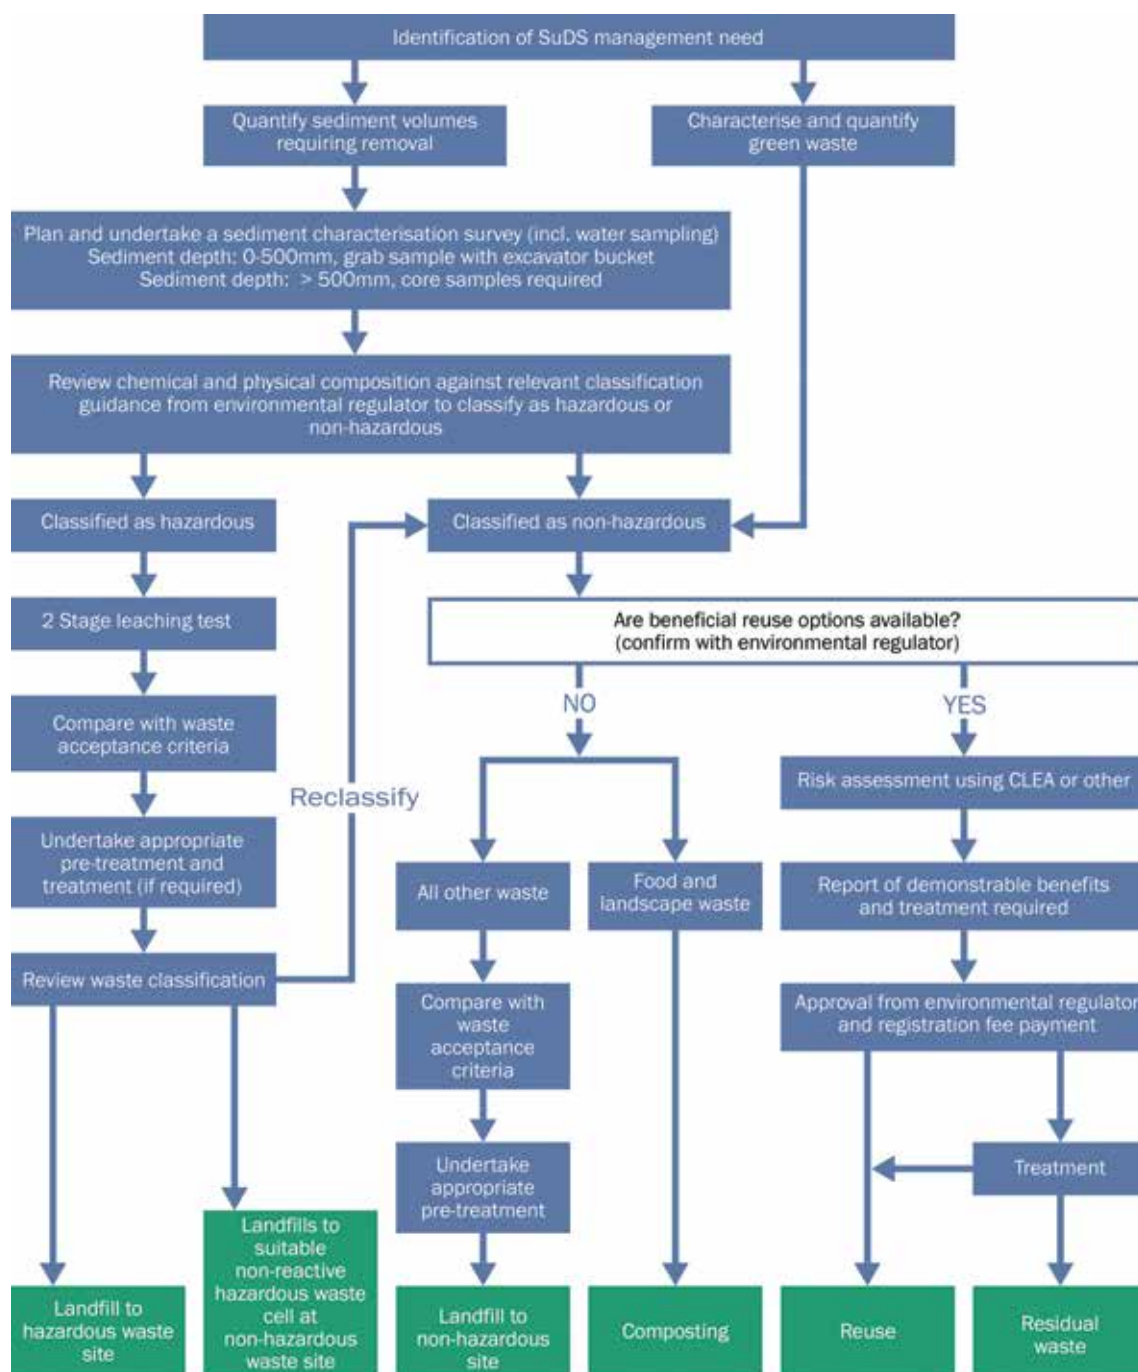 Identification of SuDS management need
Quantify sediment volumes
requiring removal
Characterise and quantify
green waste
Plan and undertake a sediment characterisation survey (incl. water sampling)
Sediment depth: 0-500mm, grab sample with excavator bucket
Sediment depth: > 500mm, core samples required
Review chemical and physical composition against relevant classification
guidance from environmental regulator to classify as hazardous or
non-hazardous
Classified as hazardous
Classified as non-hazardous
2 Stage leaching test
Are beneficial reuse options available?
(confirm with environmental regulator)
NO
YES
Compare with waste
acceptance criteria
Reclassify
Risk assessment using CLEA or other
Undertake appropriate
pre-treatment and
treatment (if required)
All other waste
Food and
landscape waste
Report of demonstrable benefits
and treatment required
Review waste classification
Compare with
waste
acceptance
criteria
Approval from environmental regulator
and registration fee payment
Undertake
appropriate
pre-treatment
Treatment
Landfill to
hazardous waste
site
Landfills to
suitable
non-reactive
hazardous waste
cell at
non-hazardous
waste site
Landfill to
non-hazardous
site
Composting
Reuse
Residual
waste